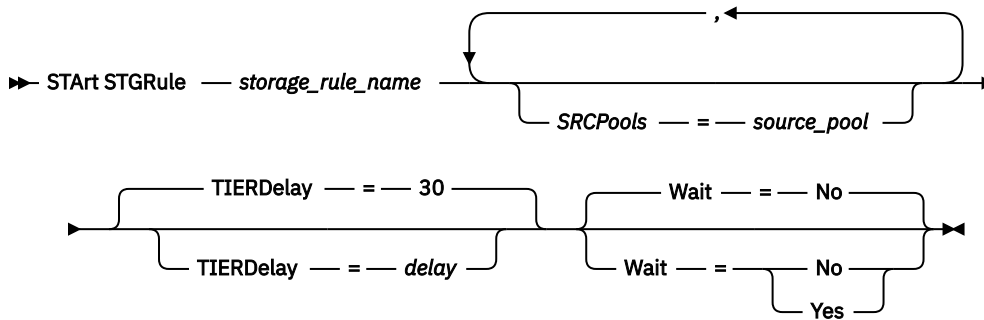 ,
STArt STGRule storage_rule_name
SRCPools = source_pool
TIERDelay = 30 Wait = No
TIERDelay = delay Wait = No
Yes